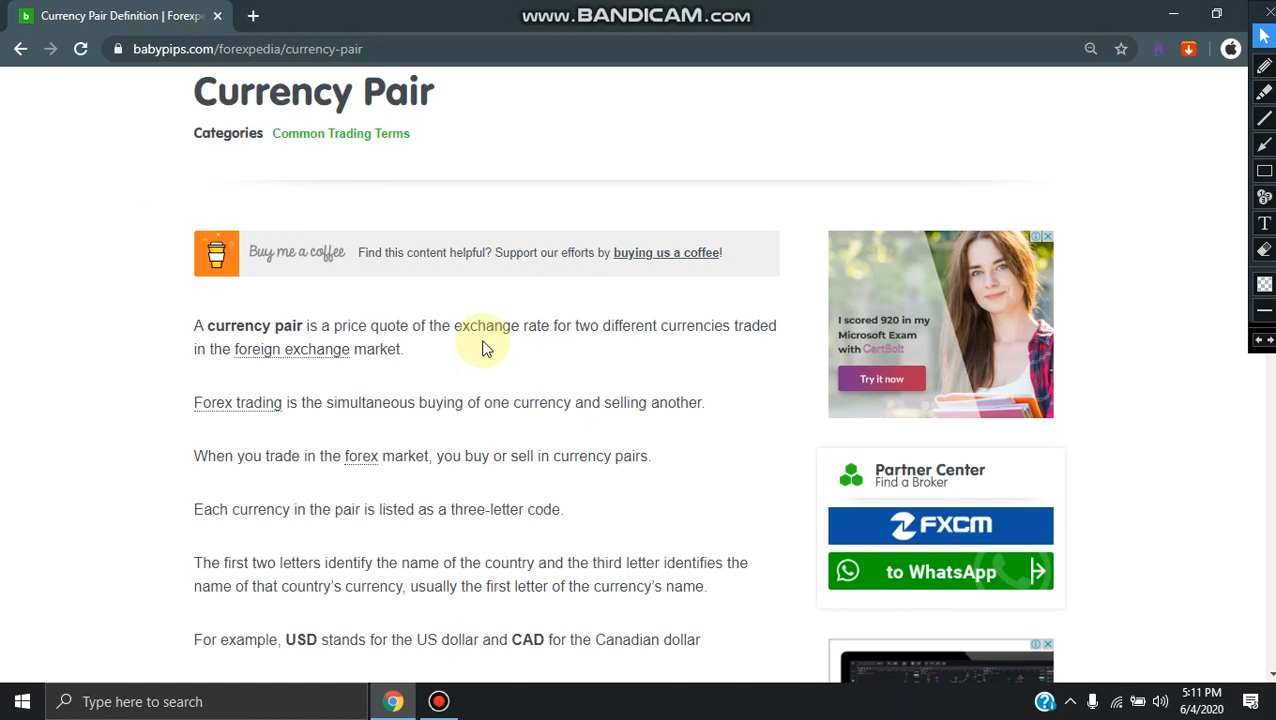 Currency Pair Definition | Forexpe
www.BANDICAM.com
babypips.com/forexpedia/currency-pair
Currency Pair
Categories Common Trading Terms
Buy me a coffee Find this content helpful? Support our efforts by buying us a coffee!
A currency pair is a price quote of the exchange rate for two different currencies traded
in the foreign exchange market.
Forex trading is the simultaneous buying of one currency and selling another.
When you trade in the forex market, you buy or sell in currency pairs.
Each currency in the pair is listed as a three-letter code.
The first two letters identify the name of the country and the third letter identifies the
name of that country's currency, usually the first letter of the currency's name.
For example, USD stands for the US dollar and CAD for the Canadian dollar
I scored 920 in my
Microsoft Exam
with CertBolt
Try it now
Partner Center
Find a Broker
FXCM
to WhatsApp
Type here to search
5:11 PM
6/4/2020